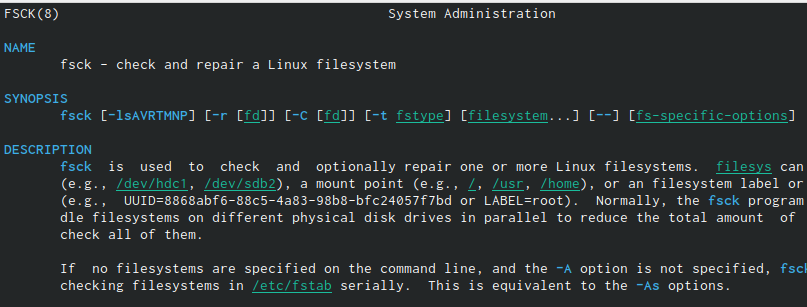 FSCK(8) System Administration
NAME
fsck - check and repair a Linux filesystem
SYNOPSIS
fsck [-lsAVRTMNP] [-r [fd]] [-C [fd]] [-t fstype] [filesystem...] [--] [fs-specific-options]
DESCRIPTION
fsck is used to check and optionally repair one or more Linux filesystems. filesys can
(e.g., /dev/hdc1, /dev/sdb2), a mount point (e.g., /, /usr, /home), or an filesystem label or
(e.g., UUID=8868abf6-88c5-4a83-98b8-bfc24057f7bd or LABEL=root). Normally, the fsck program
dle filesystems on different physical disk drives in parallel to reduce the total amount of
check all of them.
If no filesystems are specified on the command line, and the -A option is not specified, fsck
checking filesystems in /etc/fstab serially. This is equivalent to the -As options.